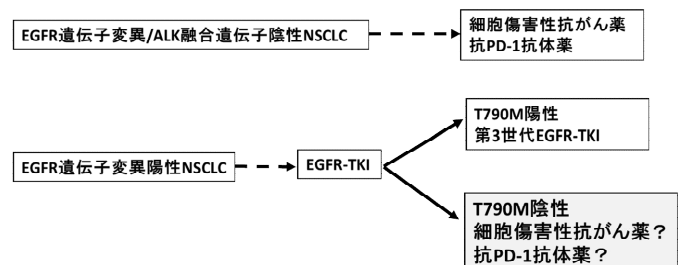 EGFR遺伝子変異/ALK融合遺伝子陰性NSCLC
細胞傷害性抗がん薬
抗PD-1抗体薬
EGFR遺伝子変異陽性NSCLC
EGFR-TKI
T790M陽性
第3世代EGFR-TKI
T790M陰性
細胞傷害性抗がん薬？
抗PD-1抗体薬？